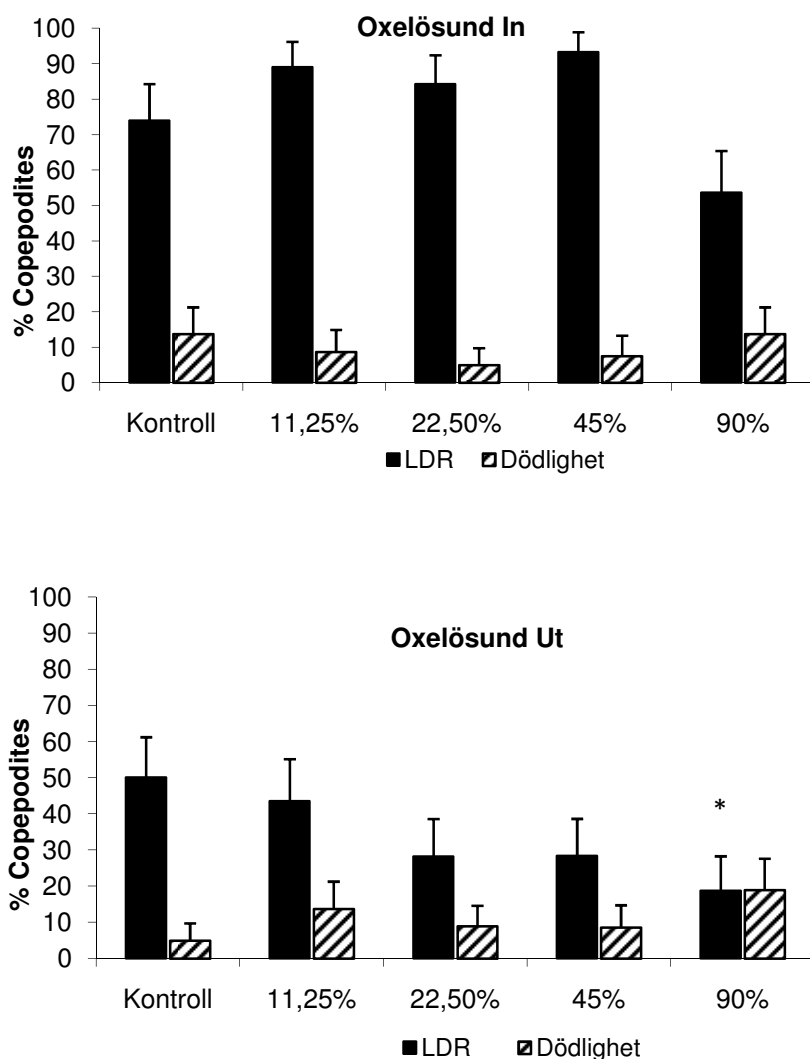 Oxelösund In
% Copepodites
100
90
80
70
60
50
40
30
20
10
0
Kontroll 11,25% 22,50% 45% 90%
LDR Dödlighet
Oxelösund Ut
% Copepodites
100
90
80
70
60
50
40
30
20
10
0
*
Kontroll 11,25% 22,50% 45% 90%
LDR Dödlighet